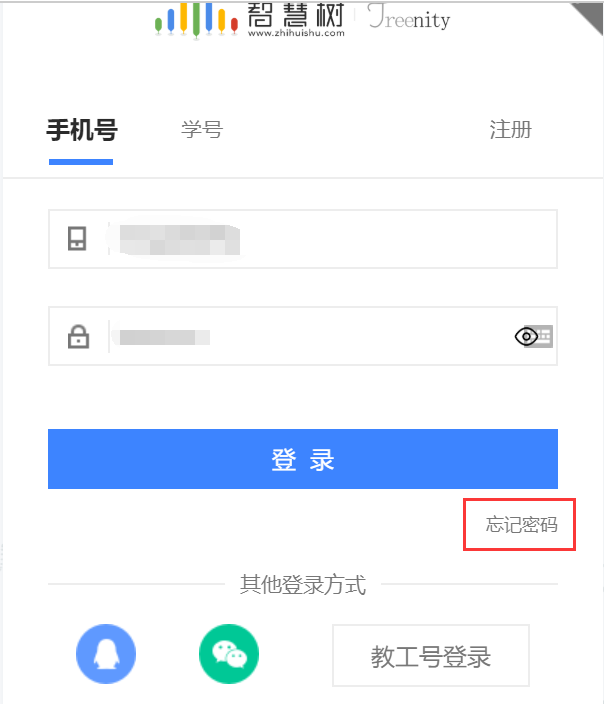 智慧树 Treenity
www.zhihuishu.com
手机号 学号 注册
登 录
忘记密码
其他登录方式
教工号登录